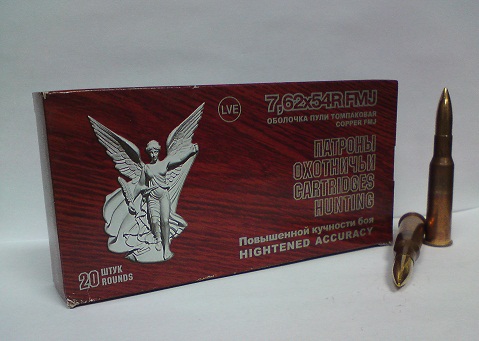 LVE
7,62x54R FMJ
ОБОЛОЧКА ПУЛИ ТОМПАКОВАЯ
COPPER FMJ
ПАТРОНЫ
ОХОТНИЧЬИ
CARTRIDGES
HUNTING
Повышенной кучности боя
HIGHTENED ACCURACY
20 ШТУК
ROUNDS